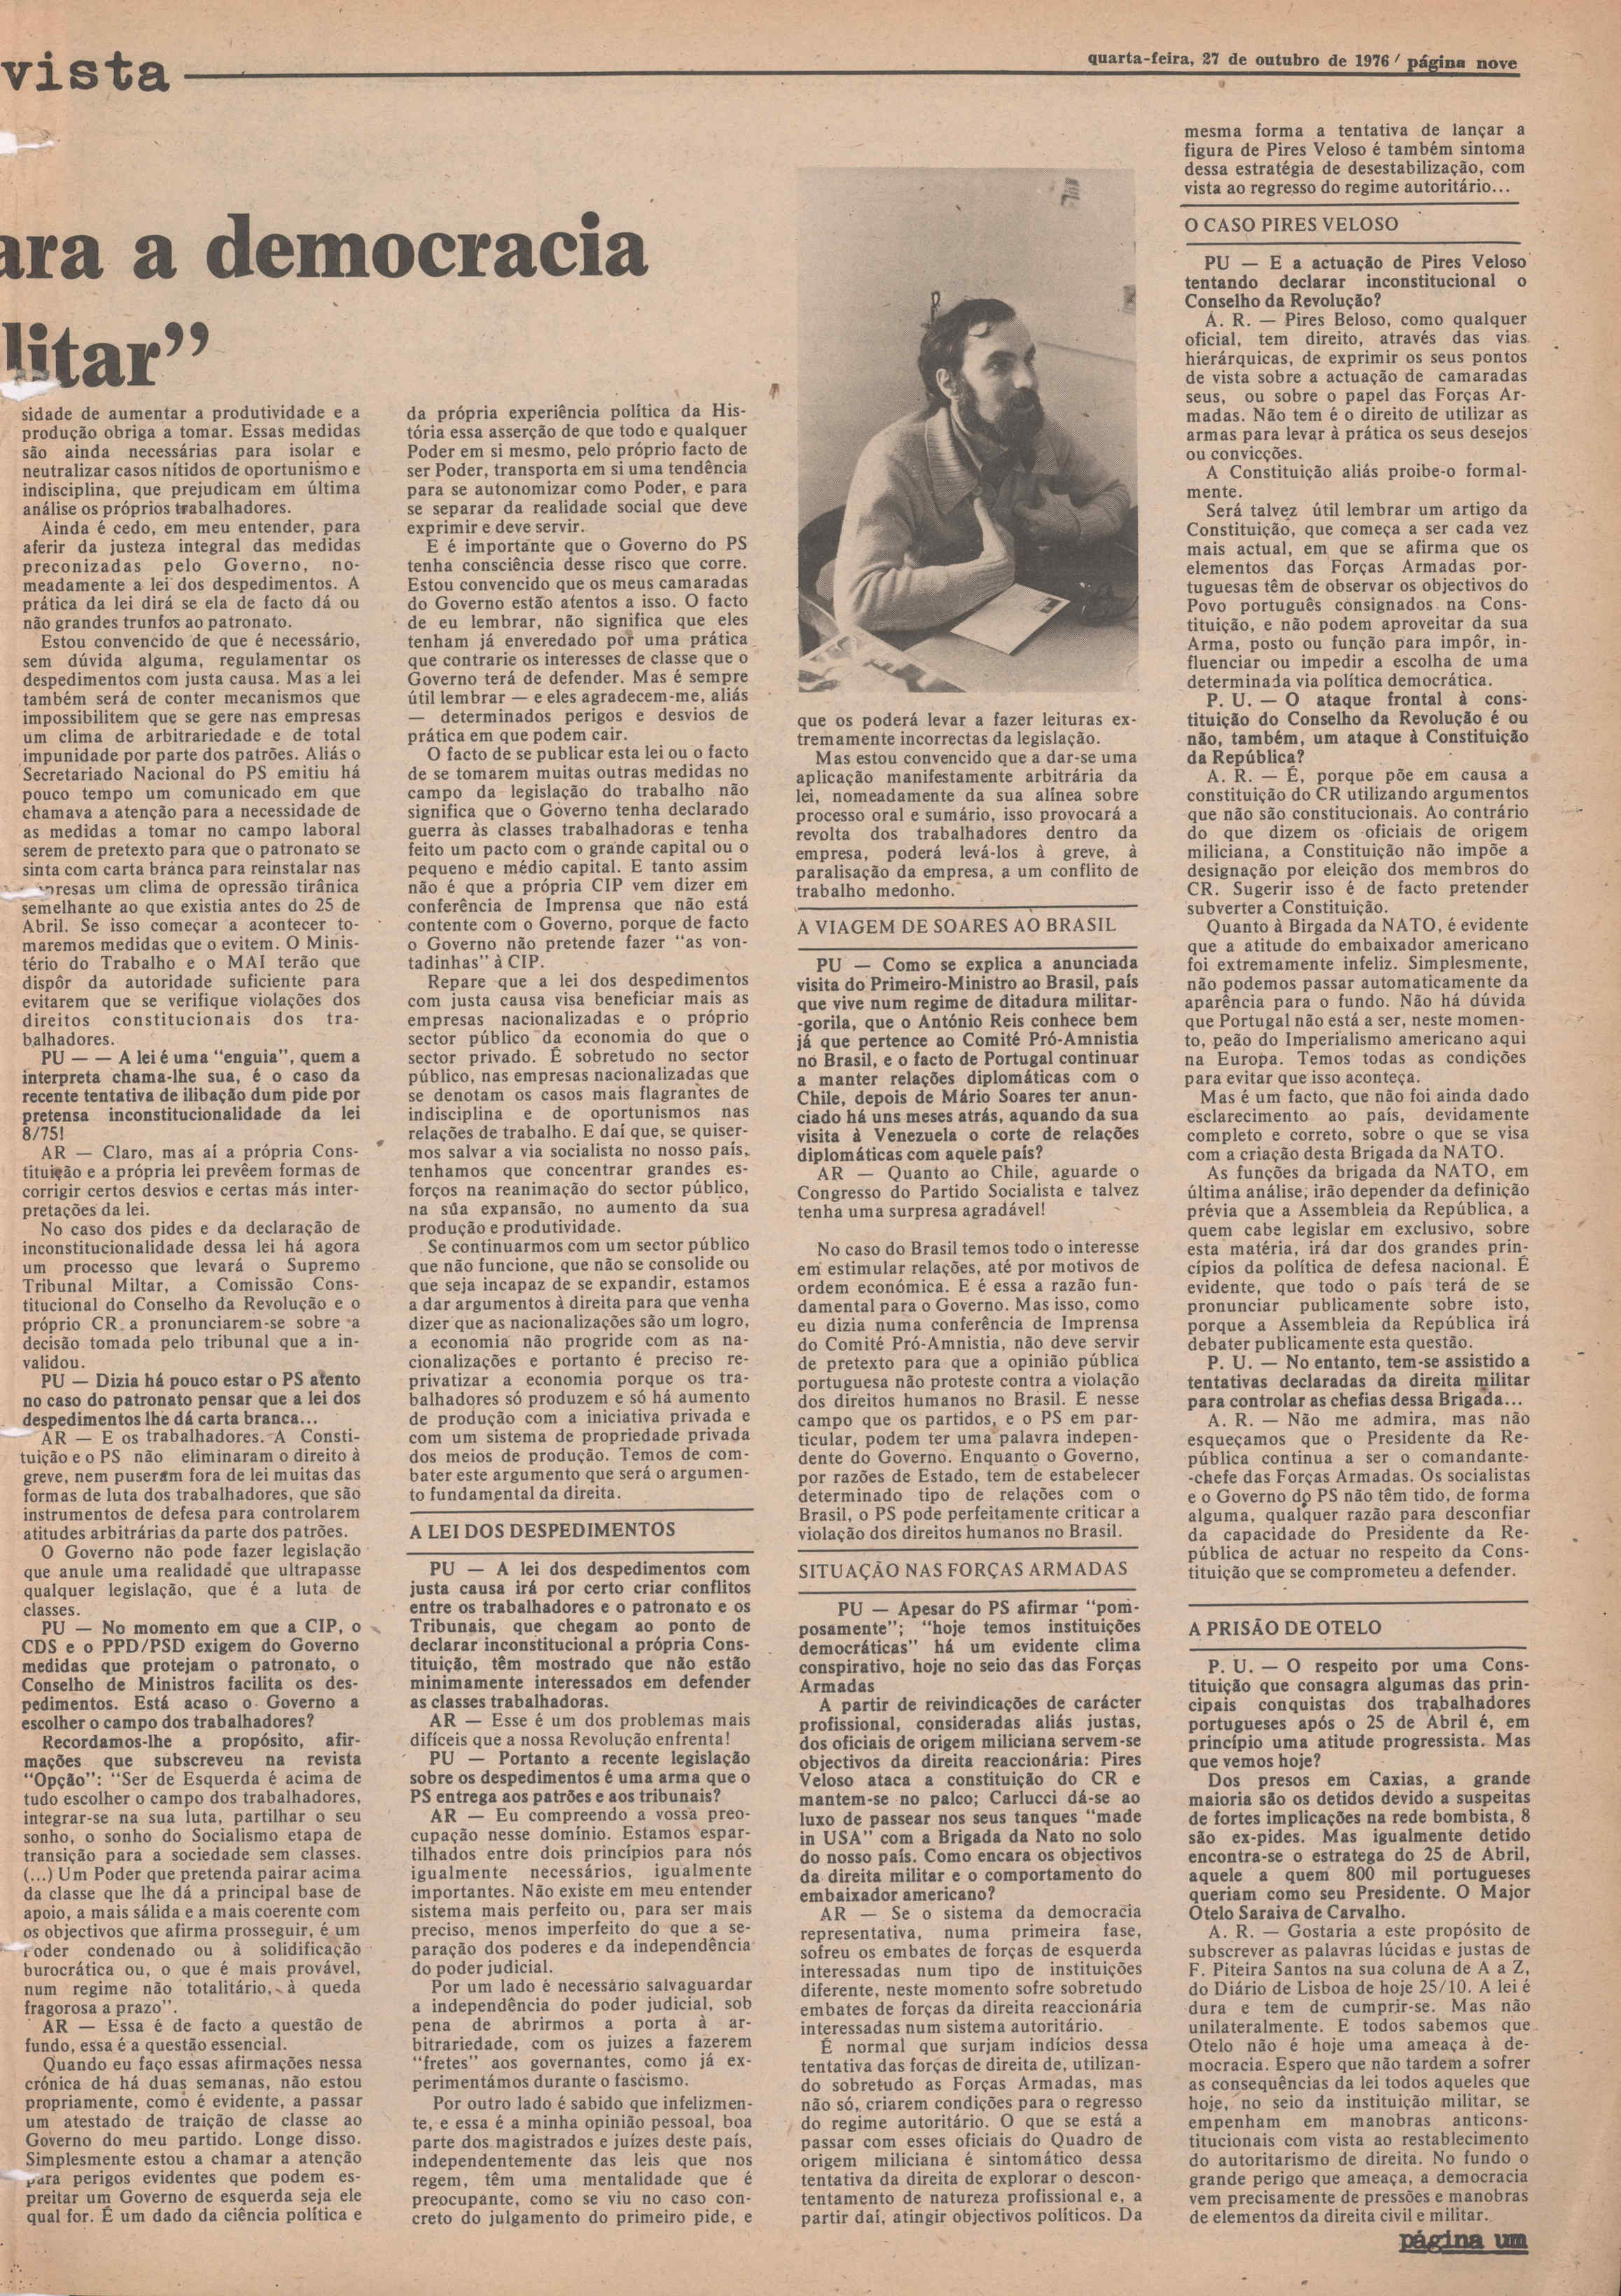 vista
quarta-feira, 27 de outubro de 1976 / página nove
ara a democracia
litar”
sidade de aumentar a produtividade e a
produção obriga a tomar. Essas medidas
são ainda necessárias para isolar e
neutralizar casos nítidos de oportunismo e
indisciplina, que prejudicam em última
análise os próprios trabalhadores.
Ainda é cedo, em meu entender, para
aferir da justeza integral das medidas
preconizadas pelo Governo, no-
meadamente a lei dos despedimentos. A
prática da lei dirá se ela de facto dá ou
não grandes trunfos ao patronato.
Estou convencido de que é necessário,
sem dúvida alguma, regulamentar os
despedimentos com justa causa. Mas a lei
também será de conter mecanismos que
impossibilitem que se gere nas empresas
um clima de arbitrariedade e de total
impunidade por parte dos patrões. Aliás o
Secretariado Nacional do PS emitiu há
pouco tempo um comunicado em que
chamava a atenção para a necessidade de
as medidas a tomar no campo laboral
serem de pretexto para que o patronato se
sinta com carta branca para reinstalar nas
presas um clima de opressão tirânica
semelhante ao que existia antes do 25 de
Abril. Se isso começar a acontecer to-
maremos medidas que o evitem. O Minis-
tério do Trabalho e o MAI terão que
dispôr da autoridade suficiente para
evitarem que se verifique violações dos
direitos constitucionais dos tra-
balhadores.
PU — — A lei é uma “enguia”, quem a
interpreta chama-lhe sua, é o caso da
recente tentativa de ilibação dum pide por
pretensa inconstitucionalidade da lei
8/75!
AR — Claro, mas aí a própria Cons-
tituição e a própria lei prevêem formas de
corrigir certos desvios e certas más inter-
pretações da lei.
No caso dos pides e da declaração de
inconstitucionalidade dessa lei há agora
um processo que levará o Supremo
Tribunal Miltar, a Comissão Cons-
titucional do Conselho da Revolução e o
próprio CR a pronunciarem-se sobre a
decisão tomada pelo tribunal que a in-
validou.
PU — Dizia há pouco estar o PS atento
no caso do patronato pensar que a lei dos
despedimentos lhe dá carta branca...
AR — E os trabalhadores. A Consti-
tuição e o PS não eliminaram o direito à
greve, nem puseram fora de lei muitas das
formas de luta dos trabalhadores, que são
instrumentos de defesa para controlarem
atitudes arbitrárias da parte dos patrões.
O Governo não pode fazer legislação
que anule uma realidade que ultrapasse
qualquer legislação, que é a luta de
classes.
PU — No momento em que a CIP, o
CDS e o PPD/PSD exigem do Governo
medidas que protejam o patronato, o
Conselho de Ministros facilita os des-
pedimentos. Está acaso o Governo a
escolher o campo dos trabalhadores?
Recordamos-lhe a propósito, afir-
mações que subscreveu na revista
“Opção”: “Ser de Esquerda é acima de
tudo escolher o campo dos trabalhadores,
integrar-se na sua luta, partilhar o seu
sonho, o sonho do Socialismo etapa de
transição para a sociedade sem classes.
(...) Um Poder que pretenda pairar acima
da classe que lhe dá a principal base de
apoio, a mais sálida e a mais coerente com
os objectivos que afirma prosseguir, é um
oder condenado ou à solidificação
burocrática ou, o que é mais provável,
num regime não totalitário, à queda
fragorosa a prazo”.
AR — Essa é de facto a questão de
fundo, essa é a questão essencial.
Quando eu faço essas afirmações nessa
crónica de há duas semanas, não estou
propriamente, como é evidente, a passar
um atestado de traição de classe ao
Governo do meu partido. Longe disso.
Simplesmente estou a chamar a atenção
para perigos evidentes que podem es-
preitar um Governo de esquerda seja ele
qual for. É um dado da ciência política e
da própria experiência política da His-
tória essa asserção de que todo e qualquer
Poder em si mesmo, pelo próprio facto de
ser Poder, transporta em si uma tendência
para se autonomizar como Poder, e para
se separar da realidade social que deve
exprimir e deve servir.
E é importante que o Governo do PS
tenha consciência desse risco que corre.
Estou convencido que os meus camaradas
do Governo estão atentos a isso. O facto
de eu lembrar, não significa que eles
tenham já enveredado por uma prática
que contrarie os interesses de classe que o
Governo terá de defender. Mas é sempre
útil lembrar — e eles agradecem-me, aliás
— determinados perigos e desvios de
prática em que podem cair.
O facto de se publicar esta lei ou o facto
de se tomarem muitas outras medidas no
campo da legislação do trabalho não
significa que o Governo tenha declarado
guerra às classes trabalhadoras e tenha
feito um pacto com o grande capital ou o
pequeno e médio capital. E tanto assim
não é que a própria CIP vem dizer em
conferência de Imprensa que não está
contente com o Governo, porque de facto
o Governo não pretende fazer “as von-
tadinhas” à CIP.
Repare que a lei dos despedimentos
com justa causa visa beneficiar mais as
empresas nacionalizadas e o próprio
sector público da economia do que o
sector privado. É sobretudo no sector
público, nas empresas nacionalizadas que
se denotam os casos mais flagrantes de
indisciplina e de oportunismos nas
relações de trabalho. E daí que, se quiser-
mos salvar a via socialista no nosso país,
tenhamos que concentrar grandes es-
forços na reanimação do sector público,
na sua expansão, no aumento da sua
produção e produtividade.
Se continuarmos com um sector público
que não funcione, que não se consolide ou
que seja incapaz de se expandir, estamos
a dar argumentos à direita para que venha
dizer que as nacionalizações são um logro,
a economia não progride com as na-
cionalizações e portanto é preciso re-
privatizar a economia porque os tra-
balhadores só produzem e só há aumento
de produção com a iniciativa privada e
com um sistema de propriedade privada
dos meios de produção. Temos de com-
bater este argumento que será o argumen-
to fundamental da direita.
A LEI DOS DESPEDIMENTOS
PU — A lei dos despedimentos com
justa causa irá por certo criar conflitos
entre os trabalhadores e o patronato e os
Tribunais, que chegam ao ponto de
declarar inconstitucional a própria Cons-
tituição, têm mostrado que não estão
minimamente interessados em defender
as classes trabalhadoras.
AR — Esse é um dos problemas mais
difíceis que a nossa Revolução enfrenta!
PU — Portanto a recente legislação
sobre os despedimentos é uma arma que o
PS entrega aos patrões e aos tribunais?
AR — Eu compreendo a vossa preo-
cupação nesse domínio. Estamos espar-
tilhados entre dois princípios para nós
igualmente necessários, igualmente
importantes. Não existe em meu entender
sistema mais perfeito ou, para ser mais
preciso, menos imperfeito do que a se-
paração dos poderes e da independência
do poder judicial.
Por um lado é necessário salvaguardar
a independência do poder judicial, sob
pena de abrirmos a porta à ar-
bitrariedade, com os juizes a fazerem
“fretes” aos governantes, como já ex-
perimentámos durante o fascismo.
Por outro lado é sabido que infelizmen-
te, e essa é a minha opinião pessoal, boa
parte dos magistrados e juízes deste país,
independentemente das leis que nos
regem, têm uma mentalidade que é
preocupante, como se viu no caso con-
creto do julgamento do primeiro pide, e
que os poderá levar a fazer leituras ex-
tremamente incorrectas da legislação.
Mas estou convencido que a dar-se uma
aplicação manifestamente arbitrária da
lei, nomeadamente da sua alínea sobre
processo oral e sumário, isso provocará a
revolta dos trabalhadores dentro da
empresa, poderá levá-los à greve, à
paralisação da empresa, a um conflito de
trabalho medonho.
A VIAGEM DE SOARES AO BRASIL
PU — Como se explica a anunciada
visita do Primeiro-Ministro ao Brasil, país
que vive num regime de ditadura militar-
-gorila, que o António Reis conhece bem
já que pertence ao Comité Pró-Amnistia
no Brasil, e o facto de Portugal continuar
a manter relações diplomáticas com o
Chile, depois de Mário Soares ter anun-
ciado há uns meses atrás, aquando da sua
visita à Venezuela o corte de relações
diplomáticas com aquele país?
AR — Quanto ao Chile, aguarde o
Congresso do Partido Socialista e talvez
tenha uma surpresa agradável!
No caso do Brasil temos todo o interesse
em estimular relações, até por motivos de
ordem económica. E é essa a razão fun-
damental para o Governo. Mas isso, como
eu dizia numa conferência de Imprensa
do Comité Pró-Amnistia, não deve servir
de pretexto para que a opinião pública
portuguesa não proteste contra a violação
dos direitos humanos no Brasil. E nesse
campo que os partidos, e o PS em par-
ticular, podem ter uma palavra indepen-
dente do Governo. Enquanto o Governo,
por razões de Estado, tem de estabelecer
determinado tipo de relações com o
Brasil, o PS pode perfeitamente criticar a
violação dos direitos humanos no Brasil.
SITUAÇÃO NAS FORÇAS ARMADAS
PU — Apesar do PS afirmar “pom-
posamente”; “hoje temos instituições
democráticas” há um evidente clima
conspirativo, hoje no seio das das Forças
Armadas
A partir de reivindicações de carácter
profissional, consideradas aliás justas,
dos oficiais de origem miliciana servem-se
objectivos da direita reaccionária: Pires
Veloso ataca a constituição do CR e
mantem-se no palco; Carlucci dá-se ao
luxo de passear nos seus tanques “made
in USA” com a Brigada da Nato no solo
do nosso país. Como encara os objectivos
da direita militar e o comportamento do
embaixador americano?
AR — Se o sistema da democracia
representativa, numa primeira fase,
sofreu os embates de forças de esquerda
interessadas num tipo de instituições
diferente, neste momento sofre sobretudo
embates de forças da direita reaccionária
interessadas num sistema autoritário.
É normal que surjam indícios dessa
tentativa das forças de direita de, utilizan-
do sobretudo as Forças Armadas, mas
não só, criarem condições para o regresso
do regime autoritário. O que se está a
passar com esses oficiais do Quadro de
origem miliciana é sintomático dessa
tentativa da direita de explorar o descon-
tentamento de natureza profissional e, a
partir daí, atingir objectivos políticos. Da
mesma forma a tentativa de lançar a
figura de Pires Veloso é também sintoma
dessa estratégia de desestabilização, com
vista ao regresso do regime autoritário...
O CASO PIRES VELOSO
PU — E a actuação de Pires Veloso
tentando declarar inconstitucional o
Conselho da Revolução?
A. R. — Pires Beloso, como qualquer
oficial, tem direito, através das vias
hierárquicas, de exprimir os seus pontos
de vista sobre a actuação de camaradas
seus, ou sobre o papel das Forças Ar-
madas. Não tem é o direito de utilizar as
armas para levar à prática os seus desejos
ou convicções.
A Constituição aliás proibe-o formal-
mente.
Será talvez útil lembrar um artigo da
Constituição, que começa a ser cada vez
mais actual, em que se afirma que os
elementos das Forças Armadas por-
tuguesas têm de observar os objectivos do
Povo português consignados na Cons-
tituição, e não podem aproveitar da sua
Arma, posto ou função para impôr, in-
fluenciar ou impedir a escolha de uma
determinada via política democrática.
P. U. — O ataque frontal à cons-
tituição do Conselho da Revolução é ou
não, também, um ataque à Constituição
da República?
A. R. — É, porque põe em causa a
constituição do CR utilizando argumentos
que não são constitucionais. Ao contrário
do que dizem os oficiais de origem
miliciana, a Constituição não impõe a
designação por eleição dos membros do
CR. Sugerir isso é de facto pretender
subverter a Constituição.
Quanto à Birgada da NATO, é evidente
que a atitude do embaixador americano
foi extremamente infeliz. Simplesmente,
não podemos passar automaticamente da
aparência para o fundo. Não há dúvida
que Portugal não está a ser, neste momen-
to, peão do Imperialismo americano aqui
na Europa. Temos todas as condições
para evitar que isso aconteça.
Mas é um facto, que não foi ainda dado
esclarecimento ao país, devidamente
completo e correto, sobre o que se visa
com a criação desta Brigada da NATO.
As funções da brigada da NATO, em
última análise, irão depender da definição
prévia que a Assembleia da República, a
quem cabe legislar em exclusivo, sobre
esta matéria, irá dar dos grandes prin-
cípios da política de defesa nacional. É
evidente, que todo o país terá de se
pronunciar publicamente sobre isto,
porque a Assembleia da República irá
debater publicamente esta questão.
P. U. — No entanto, tem-se assistido a
tentativas declaradas da direita militar
para controlar as chefias dessa Brigada...
A. R. — Não me admira, mas não
esqueçamos que o Presidente da Re-
pública continua a ser o comandante-
-chefe das Forças Armadas. Os socialistas
e o Governo do PS não têm tido, de forma
alguma, qualquer razão para desconfiar
da capacidade do Presidente da Re-
pública de actuar no respeito da Cons-
tituição que se comprometeu a defender.
A PRISÃO DE OTELO
P. U. — O respeito por uma Cons-
tituição que consagra algumas das prin-
cipais conquistas dos trabalhadores
portugueses após o 25 de Abril é, em
princípio uma atitude progressista. Mas
que vemos hoje?
Dos presos em Caxias, a grande
maioria são os detidos devido a suspeitas
de fortes implicações na rede bombista, 8
são ex-pides. Mas igualmente detido
encontra-se o estratega do 25 de Abril,
aquele a quem 800 mil portugueses
queriam como seu Presidente. O Major
Otelo Saraiva de Carvalho.
A. R. — Gostaria a este propósito de
subscrever as palavras lúcidas e justas de
F. Piteira Santos na sua coluna de A a Z,
do Diário de Lisboa de hoje 25/10. A lei é
dura e tem de cumprir-se. Mas não
unilateralmente. E todos sabemos que
Otelo não é hoje uma ameaça à de-
mocracia. Espero que não tardem a sofrer
as consequências da lei todos aqueles que
hoje, no seio da instituição militar, se
empenham em manobras anticons-
titucionais com vista ao restablecimento
do autoritarismo de direita. No fundo o
grande perigo que ameaça, a democracia
vem precisamente de pressões e manobras
de elementos da direita civil e militar.
página um